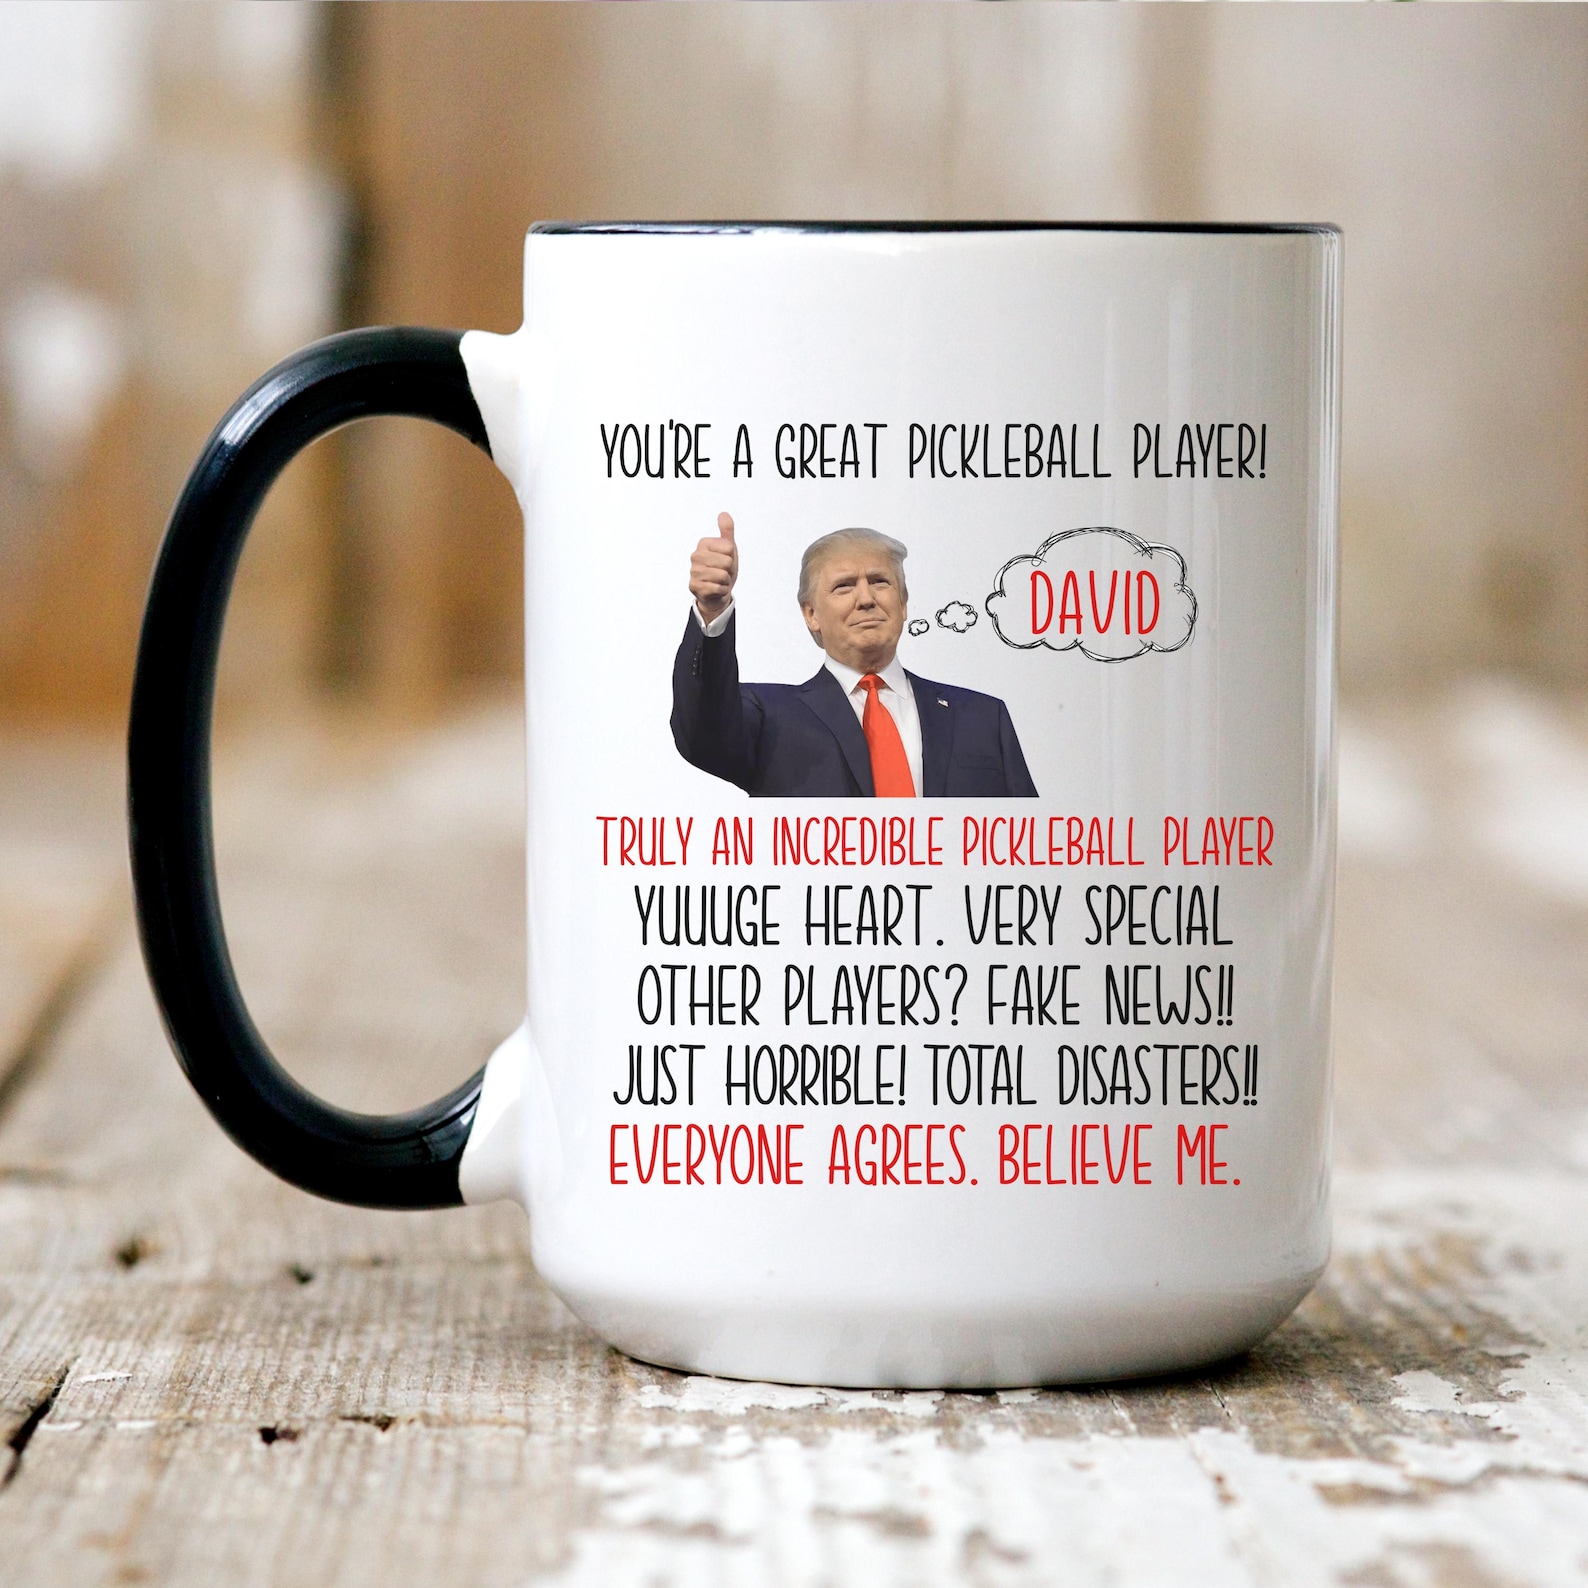 YOU'RE A GREAT PICKLEBALL PLAYER!
DAVID
TRULY AN INCREDIBLE PICKLEBALL PLAYER
YUUUGE HEART. VERY SPECIAL
OTHER PLAYERS? FAKE NEWS!!
JUST HORRIBLE! TOTAL DISASTERS!!
EVERYONE AGREES. BELIEVE ME.